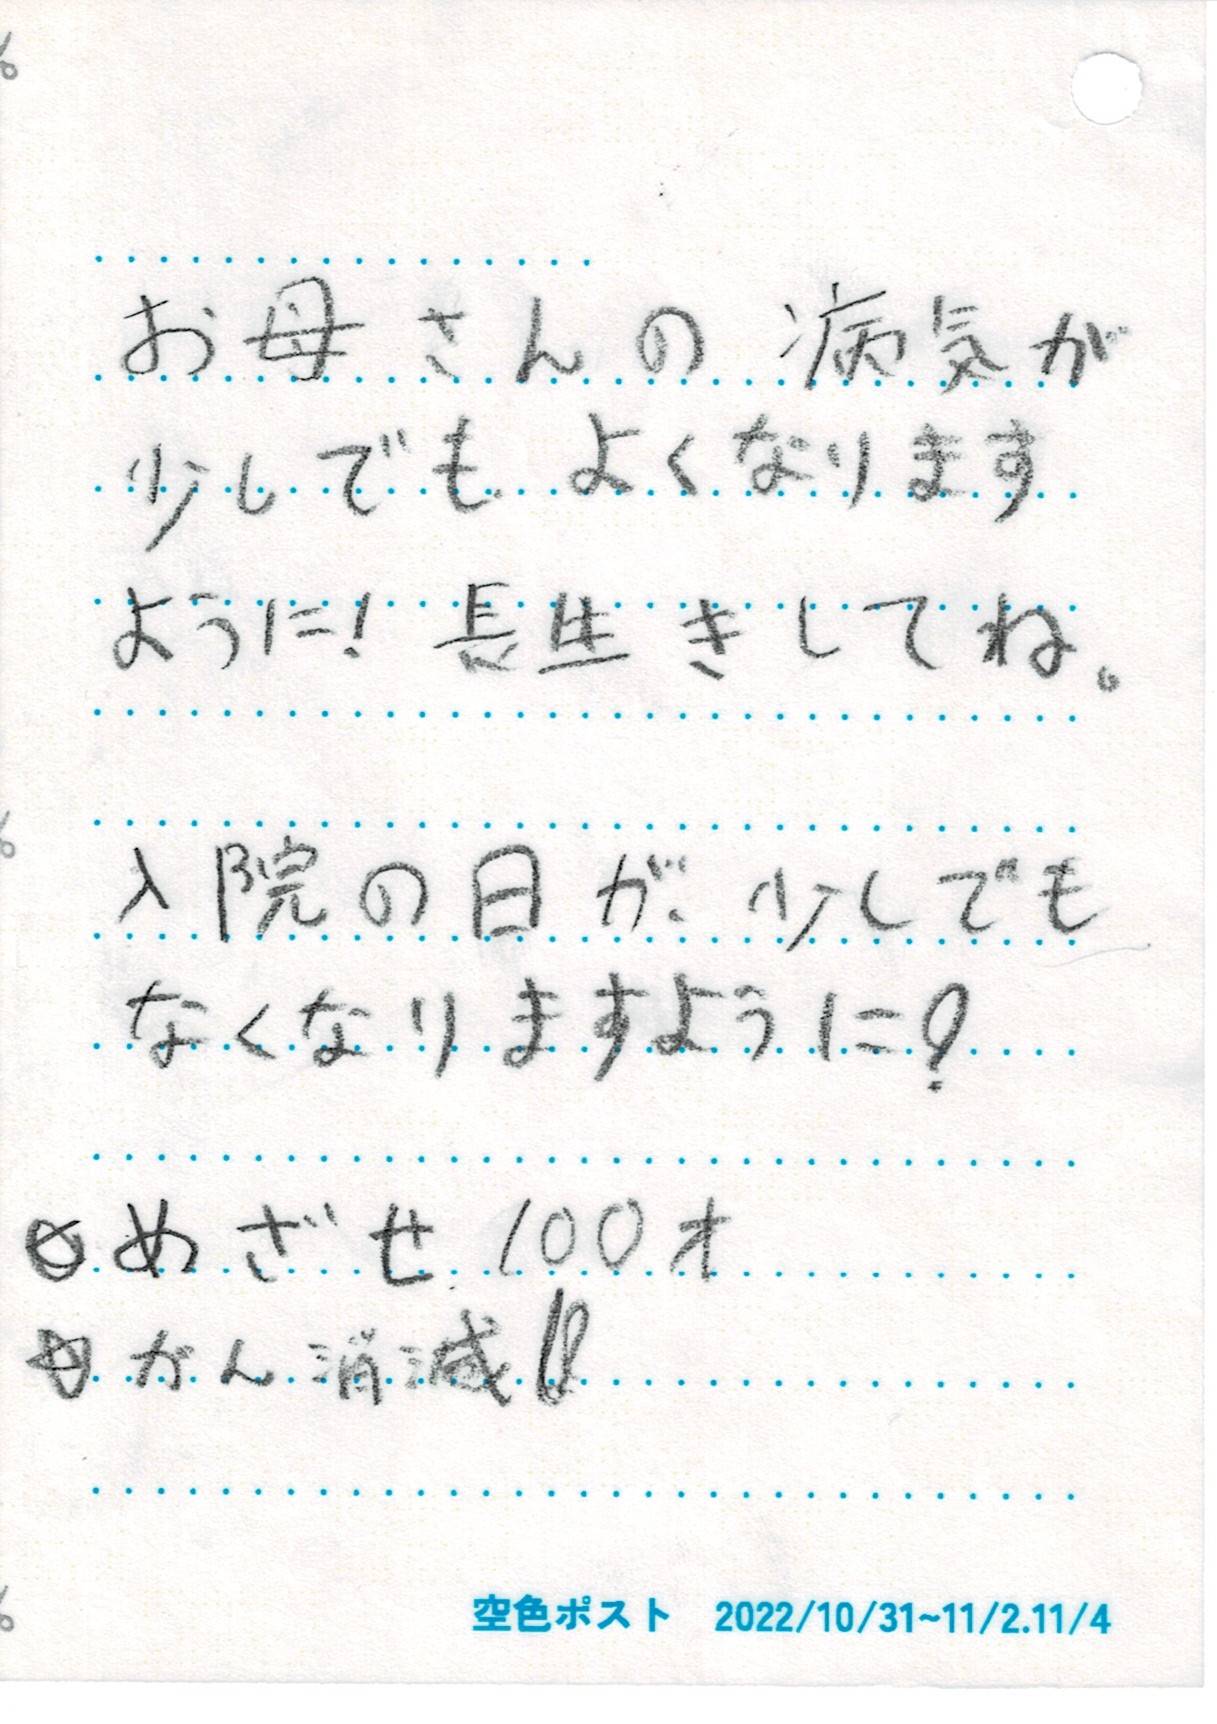 お母さんの病気が
少しでもよくなります
ように!長生きしてね。
入院の日が、少しでも
なくなりますように!
☆めざせ100才
☆がん消滅!!
空色ポスト 2022/10/31~11/2.11/4